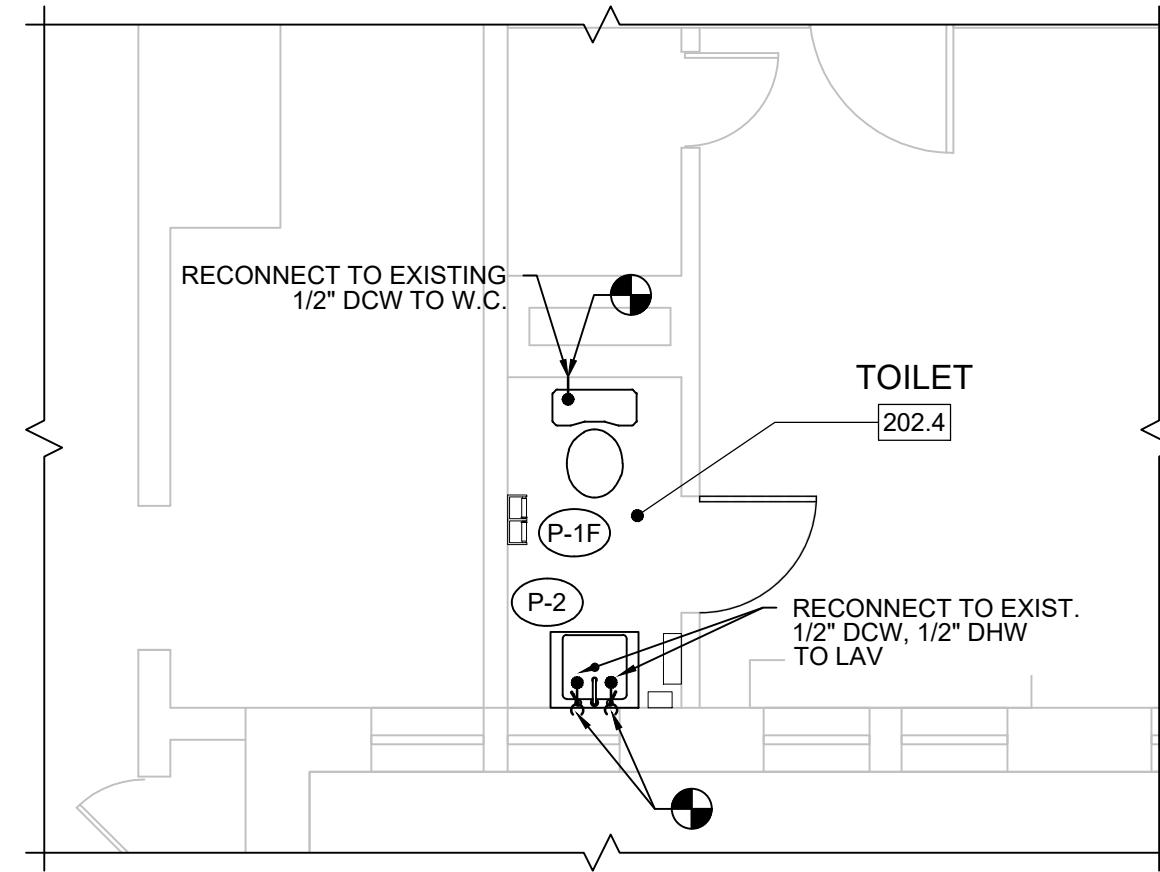 RECONNECT TO EXISTING
1/2" DCW TO W.C.
TOILET
202.4
P-1F
P-2
RECONNECT TO EXIST.
1/2" DCW, 1/2" DHW
TO LAV